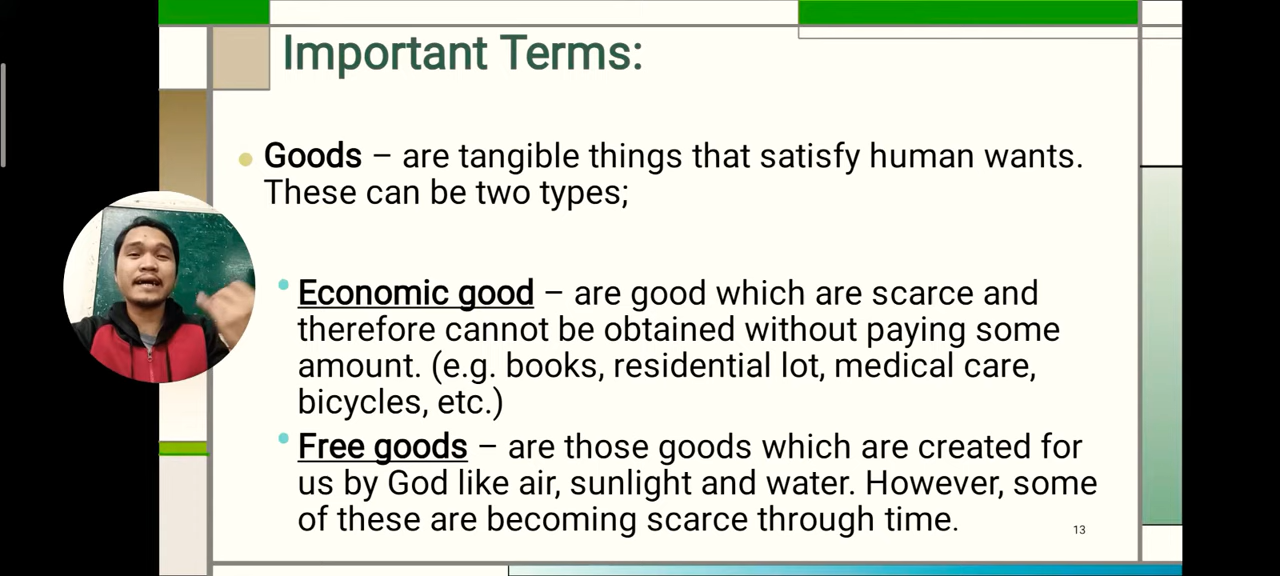 Important Terms:
Goods – are tangible things that satisfy human wants.
These can be two types;
Economic good – are good which are scarce and
therefore cannot be obtained without paying some
amount. (e.g. books, residential lot, medical care,
bicycles, etc.)
Free goods – are those goods which are created for
us by God like air, sunlight and water. However, some
of these are becoming scarce through time.
13